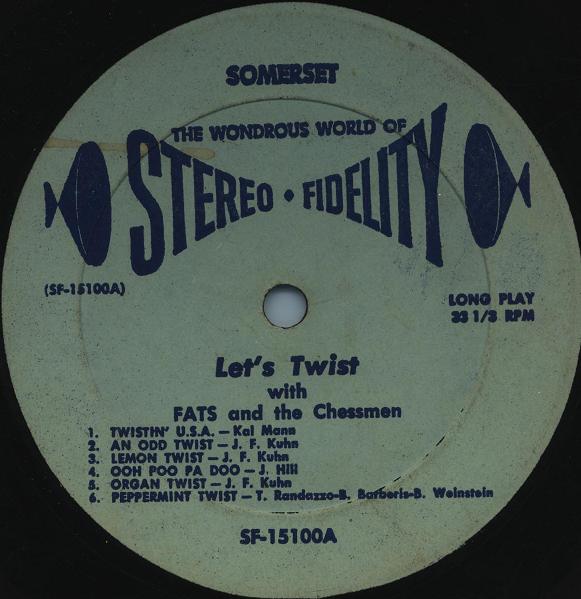 SOMERSET
THE WONDROUS WORLD OF
STEREO • FIDELITY
(SF-15100A)
LONG PLAY
33 1/3 RPM
Let's Twist
with
FATS and the Chessmen
1. TWISTIN' U.S.A. — Kal Mann
2. AN ODD TWIST — J. F. Kuhn
3. LEMON TWIST — J. F. Kuhn
4. OOH POO PA DOO — J. Hill
5. ORGAN TWIST — J. F. Kuhn
6. PEPPERMINT TWIST — T. Randazzo-B. Barberis-B. Weinstein
SF-15100A